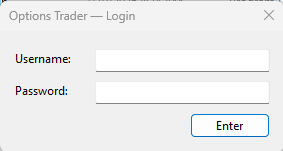 Options Trader — Login
Username:
Password:
Enter